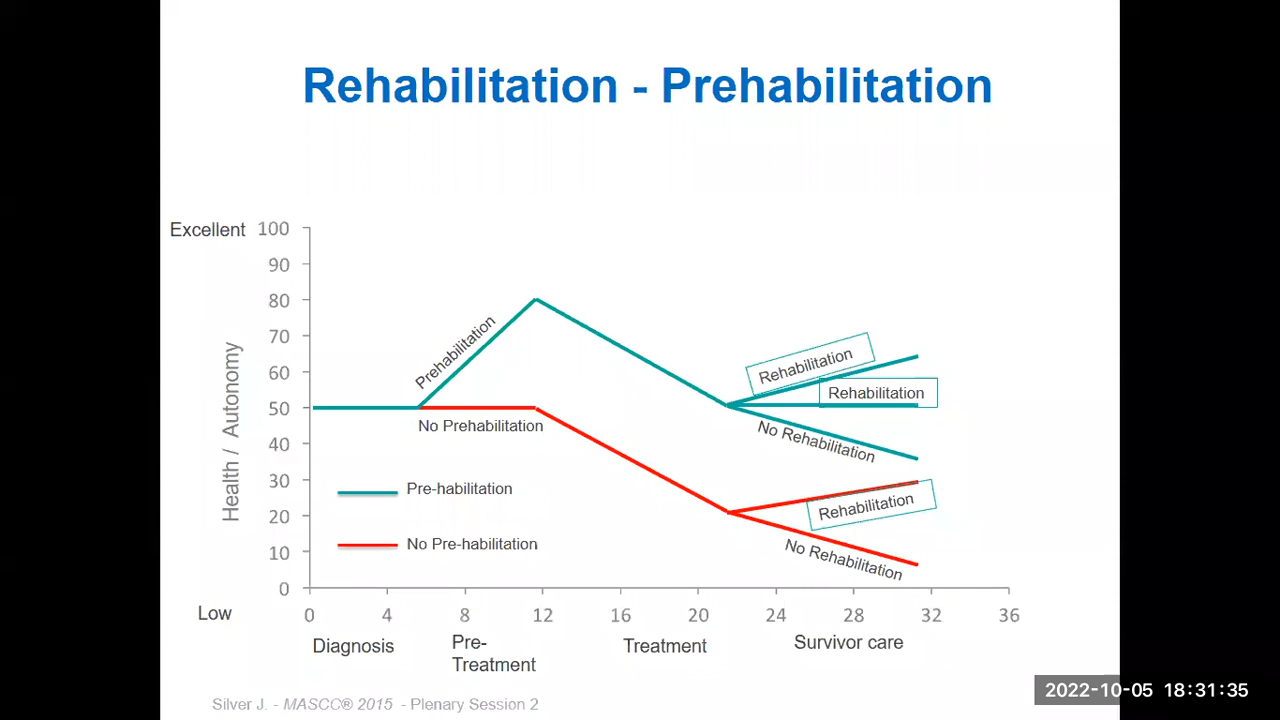 Rehabilitation - Prehabilitation
Excellent
100
90
80
70
60
50
40
30
20
10
0
Health / Autonomy
Prehabilitation
No Prehabilitation
Rehabilitation
Rehabilitation
No Rehabilitation
Rehabilitation
No Rehabilitation
Pre-habilitation
No Pre-habilitation
Low
0 4 8 12 16 20 24 28 32 36
Diagnosis
Pre-
Treatment
Treatment
Survivor care
Silver J. - MASCC® 2015 - Plenary Session 2
2022-10-05 18:31:35